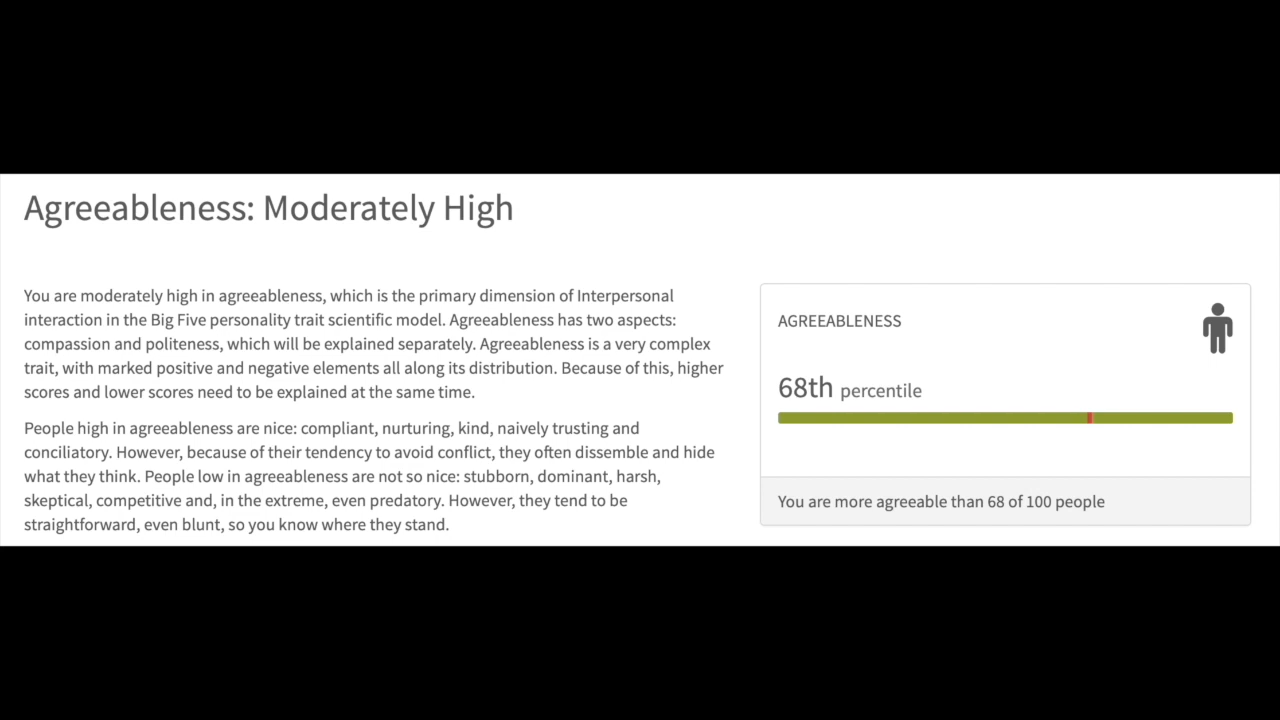 Agreeableness: Moderately High
You are moderately high in agreeableness, which is the primary dimension of Interpersonal
interaction in the Big Five personality trait scientific model. Agreeableness has two aspects:
compassion and politeness, which will be explained separately. Agreeableness is a very complex
trait, with marked positive and negative elements all along its distribution. Because of this, higher
scores and lower scores need to be explained at the same time.
People high in agreeableness are nice: compliant, nurturing, kind, naively trusting and
conciliatory. However, because of their tendency to avoid conflict, they often dissemble and hide
what they think. People low in agreeableness are not so nice: stubborn, dominant, harsh,
skeptical, competitive and, in the extreme, even predatory. However, they tend to be
straightforward, even blunt, so you know where they stand.
AGREEABLENESS
68th percentile
You are more agreeable than 68 of 100 people